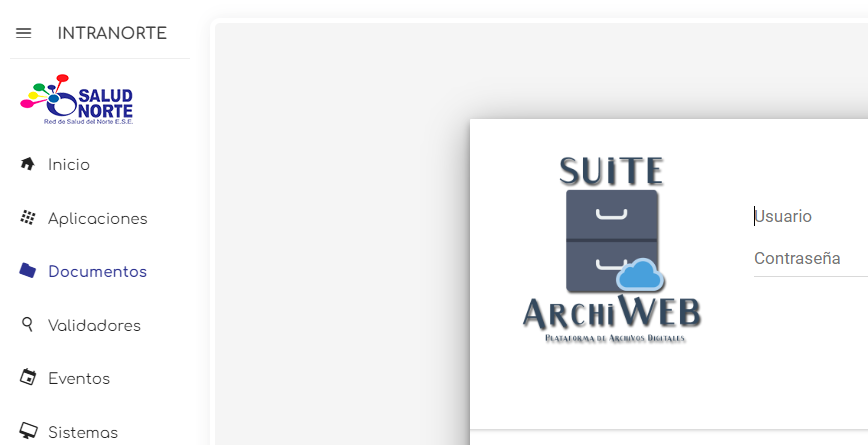 INTRANORTE
SALUD
NORTE
Red de Salud del Norte E.S.E.
Inicio
Aplicaciones
Documentos
Validadores
Eventos
Sistemas
SUiTE
ARCHiWEB
PLATAFORMA DE ARCHIVOS DIGITALES
Usuario
Contraseña